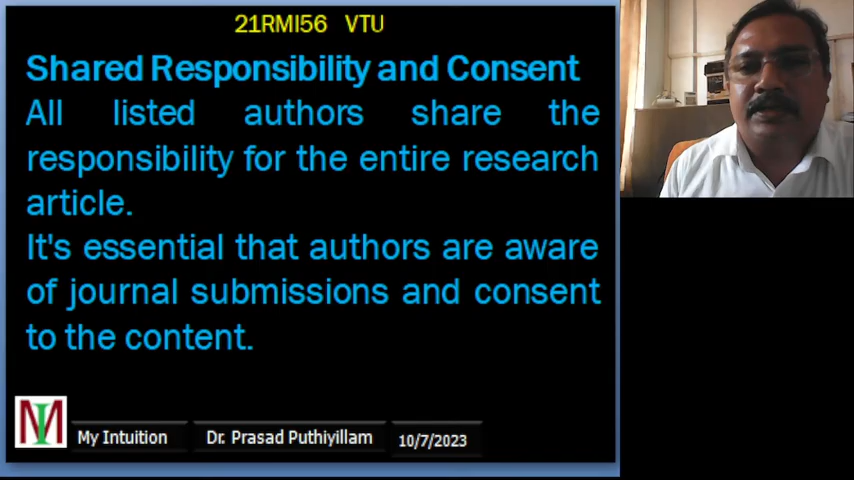 21RMI56 VTU
Shared Responsibility and Consent
All listed authors share the
responsibility for the entire research
article.
It's essential that authors are aware
of journal submissions and consent
to the content.
MI My Intuition Dr. Prasad Puthiyillam 10/7/2023